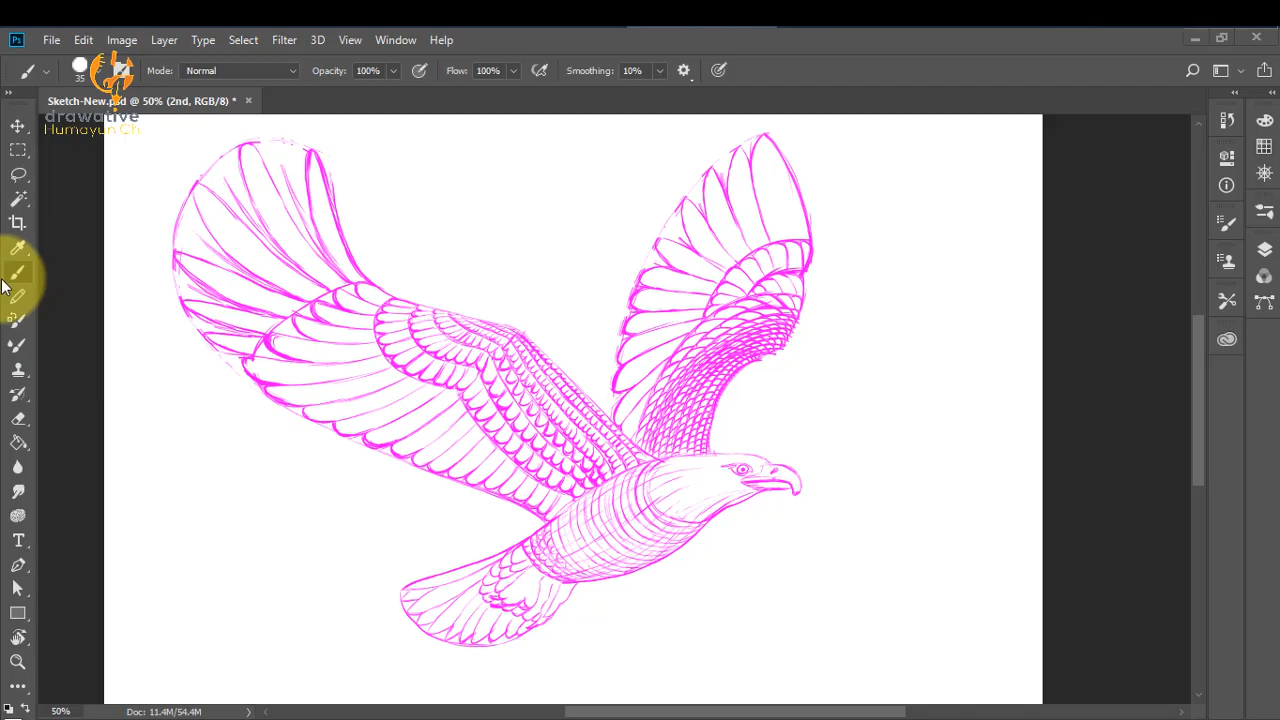 Ps File Edit Image Layer Type Select Filter 3D View Window Help
35 Mode: Normal Opacity: 100% Flow: 100% Smoothing: 10%
Sketch-New.psd @ 50% (2nd, RGB/8) *
drawative
Humayun Ch
50% Doc: 11.4M/54.4M